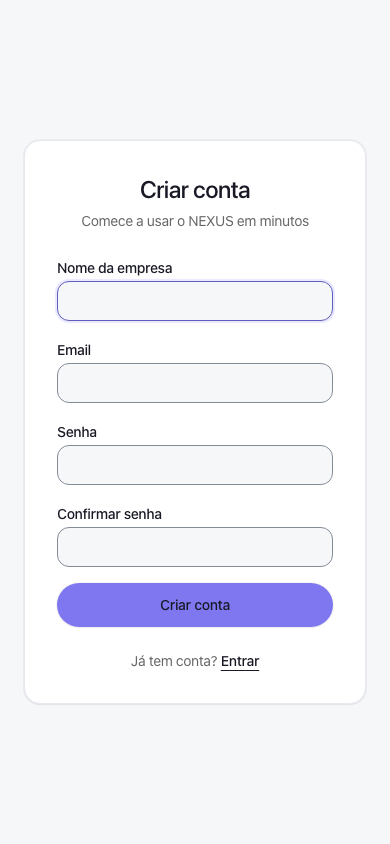 Criar conta
Comece a usar o NEXUS em minutos
Nome da empresa
Email
Senha
Confirmar senha
Criar conta
Já tem conta? Entrar